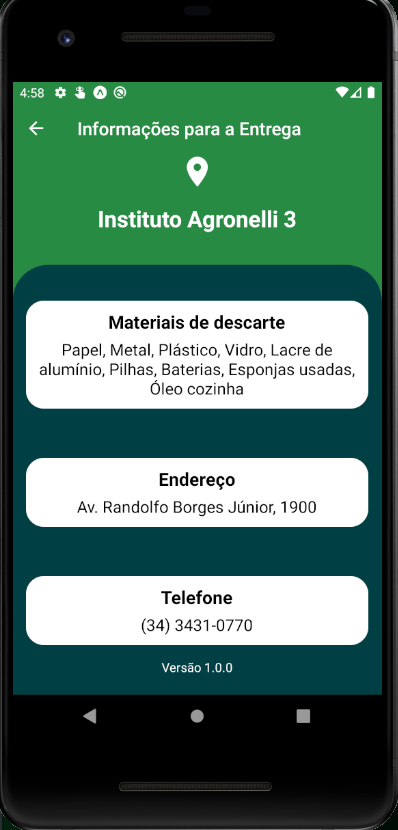 4:58
Informações para a Entrega
Instituto Agronelli 3
Materiais de descarte
Papel, Metal, Plástico, Vidro, Lacre de
alumínio, Pilhas, Baterias, Esponjas usadas,
Óleo cozinha
Endereço
Av. Randolfo Borges Júnior, 1900
Telefone
(34) 3431-0770
Versão 1.0.0